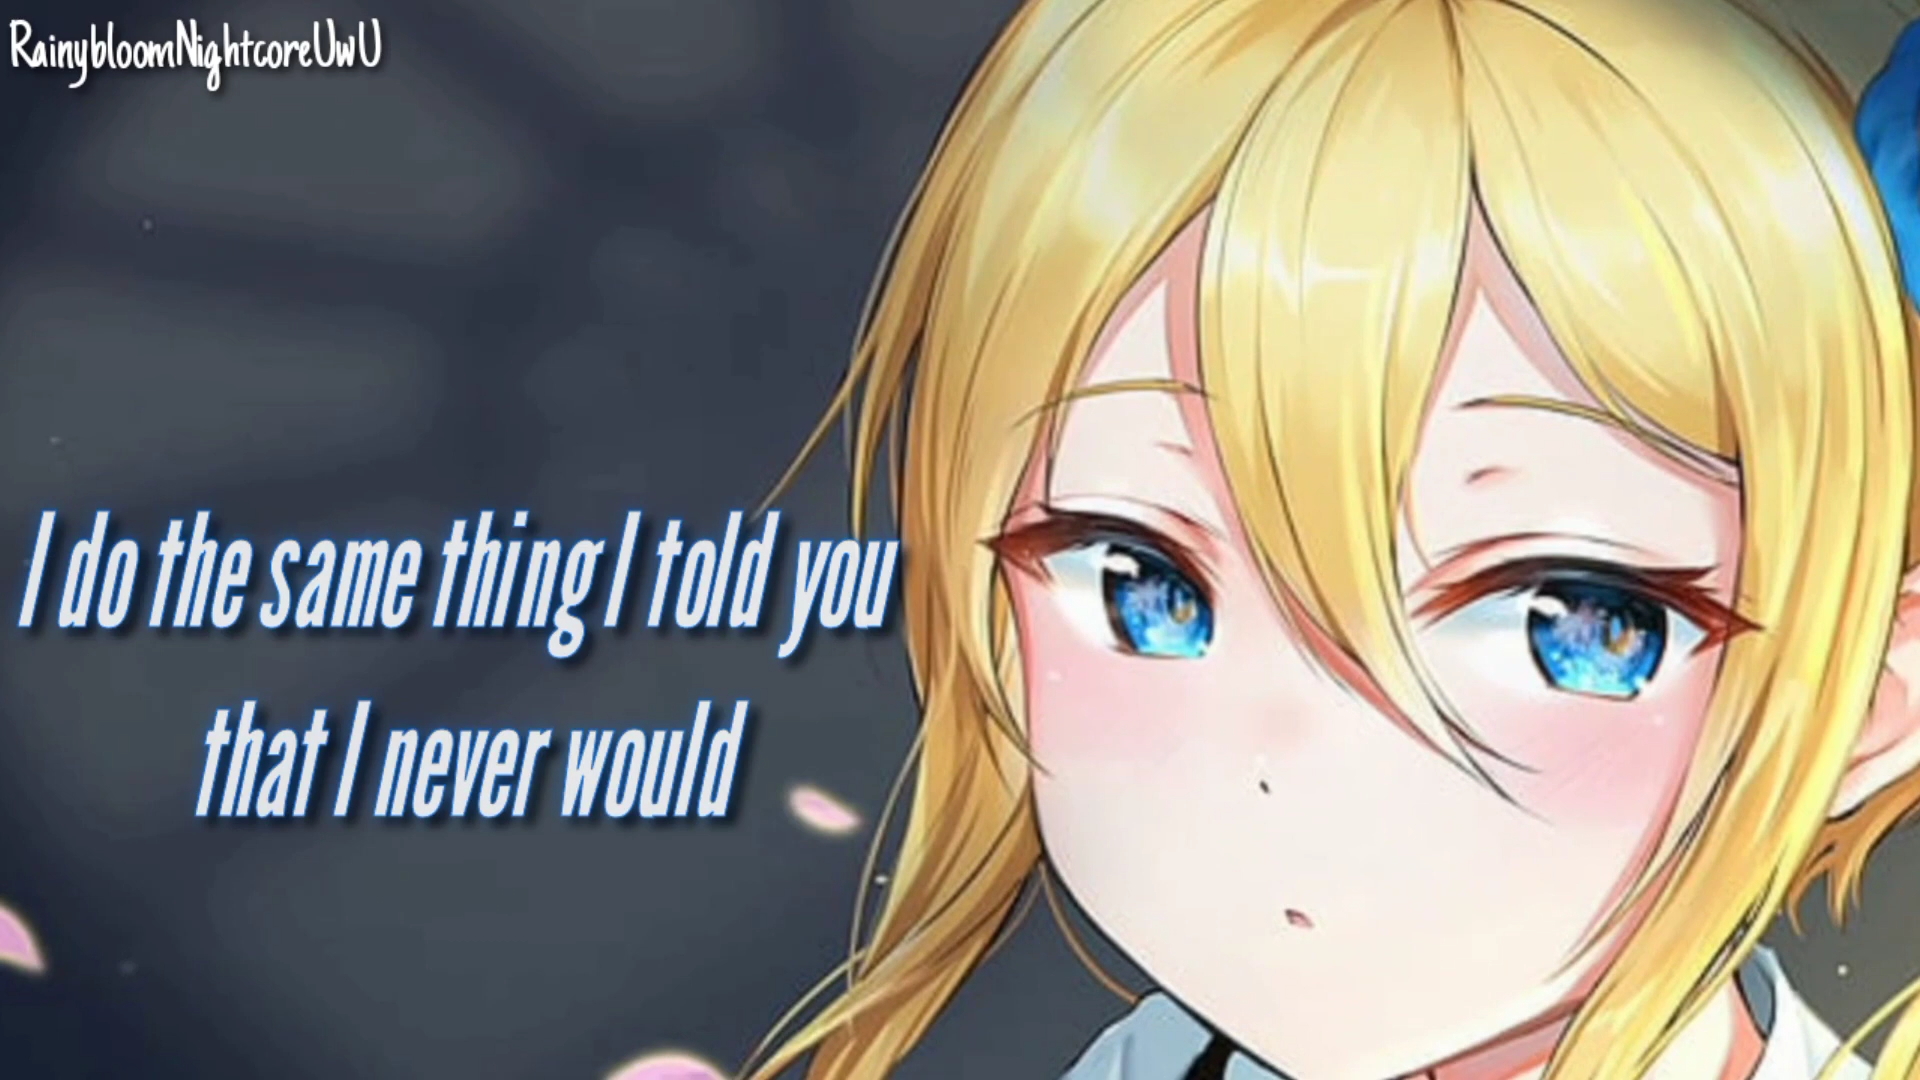 RainybloomNightcoreUwU
I do the same thing I told you
that I never would